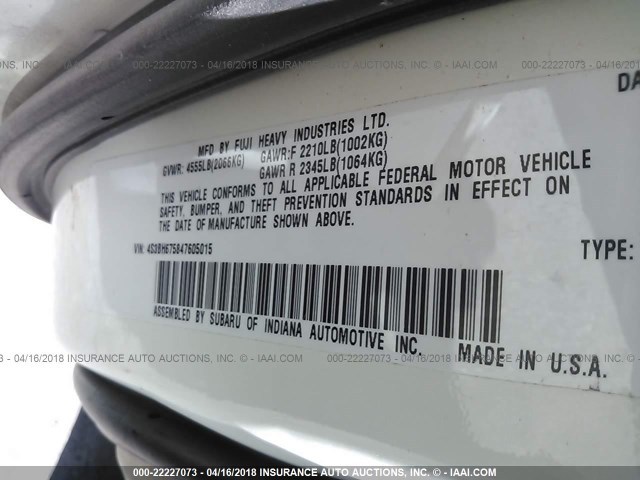 000-22227073 - 04/16/2018 INSURANCE AUTO AUCTIONS - © - IAAI.COM
DA
MFD BY FUJI HEAVY INDUSTRIES LTD.
GVWR: 4555LB(2066KG) GAWR:F 2210LB(1002KG)
GAWR R 2345LB(1064KG)
THIS VEHICLE CONFORMS TO ALL APPLICABLE FEDERAL MOTOR VEHICLE
SAFETY, BUMPER, AND THEFT PREVENTION STANDARDS IN EFFECT ON
THE DATE OF MANUFACTURE SHOWN ABOVE.
VIN: 4S3BH675847605015
TYPE:
ASSEMBLED BY SUBARU OF INDIANA AUTOMOTIVE INC.
MADE IN U.S.A.
000-22227073 - 04/16/2018 INSURANCE AUTO AUCTIONS - © - IAAI.COM